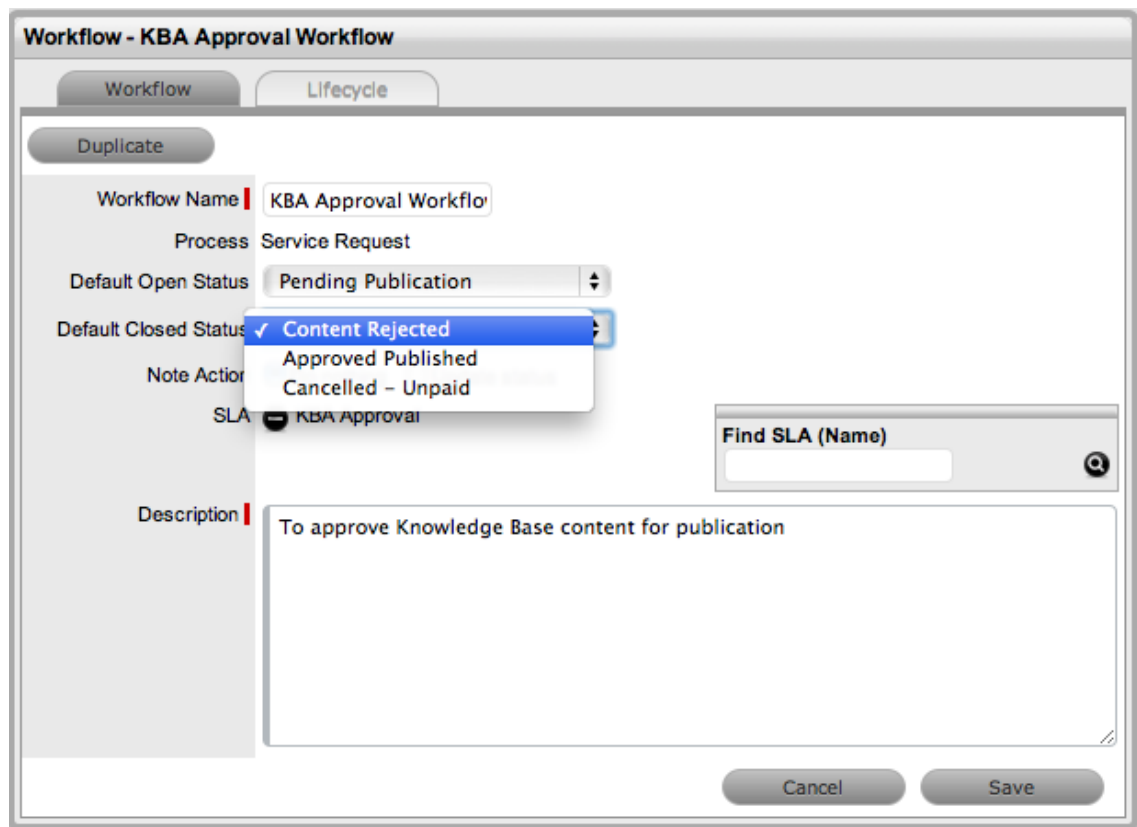 Workflow - KBA Approval Workflow
Workflow
Lifecycle
Duplicate
Workflow Name KBA Approval Workflo
Process Service Request
Default Open Status Pending Publication
Default Closed Status ✓ Content Rejected
Approved Published
Note Action
Cancelled – Unpaid
SLA KBA Approval
Find SLA (Name)
Description To approve Knowledge Base content for publication
Cancel Save